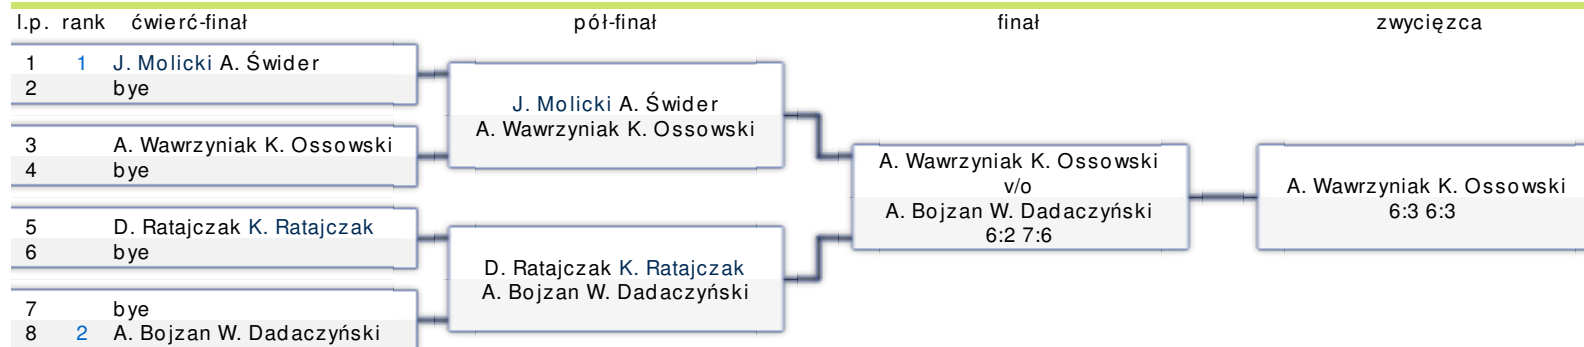 l.p. rank ćwierć-finał pół-finał finał zwycięzca
1 1 J. Molicki A. Świder
2 bye
3 A. Wawrzyniak K. Ossowski
4 bye
5 D. Ratajczak K. Ratajczak
6 bye
7 bye
8 2 A. Bojzan W. Dadaczyński
J. Molicki A. Świder
A. Wawrzyniak K. Ossowski
D. Ratajczak K. Ratajczak
A. Bojzan W. Dadaczyński
A. Wawrzyniak K. Ossowski
v/o
A. Bojzan W. Dadaczyński
6:2 7:6
A. Wawrzyniak K. Ossowski
6:3 6:3